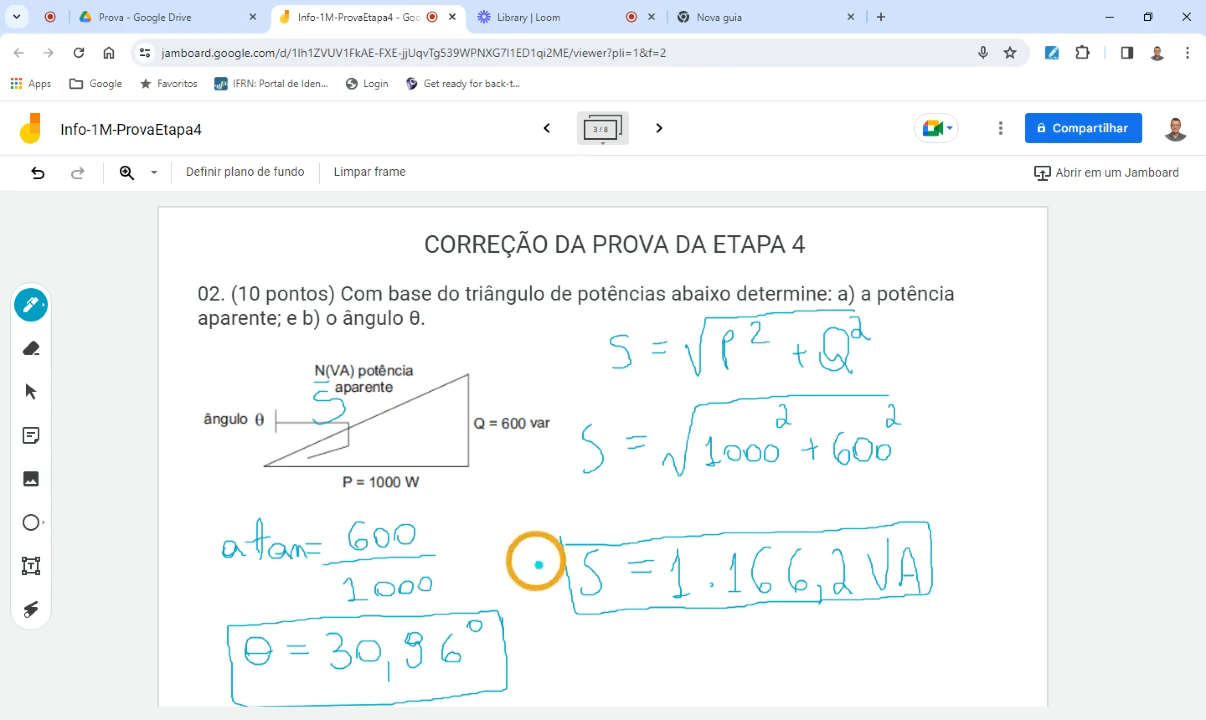 Prova - Google Drive
Info-1M-ProvaEtapa4 - Goc
Library | Loom
Nova guia
jamboard.google.com/d/1Ih1ZVUV1FkAE-FXE-jjUqvTg539WPNXG7I1ED1qi2ME/viewer?pli=1&f=2
Apps
Google
Favoritos
IFRN: Portal de Iden...
Login
Get ready for back-t...
Info-1M-ProvaEtapa4
3 / 8
Compartilhar
Definir plano de fundo
Limpar frame
Abrir em um Jamboard
CORREÇÃO DA PROVA DA ETAPA 4
02. (10 pontos) Com base do triângulo de potências abaixo determine: a) a potência
aparente; e b) o ângulo θ.
S = √P² + Q²
N(VA) potência
aparente
S
ângulo θ
Q = 600 var
P = 1000 W
S = √1000² + 600²
atan = 600
1000
S = 1.166,2 VA
θ = 30,96°